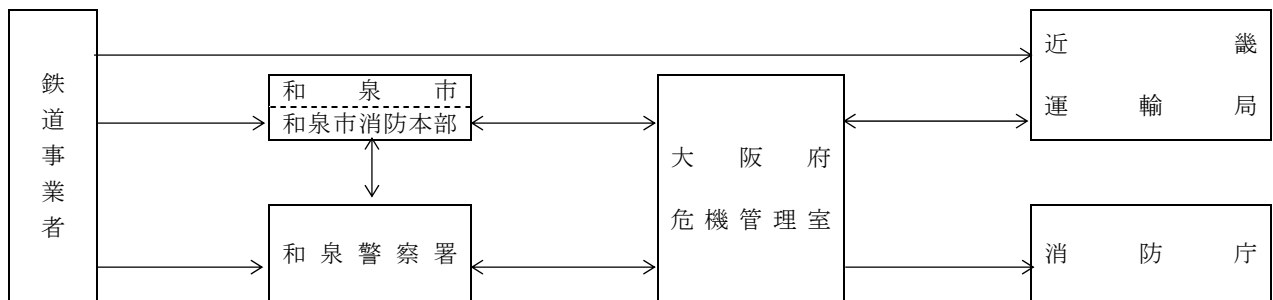 鉄道事業者
和泉市
和泉市消防本部
和泉警察署
大阪府
危機管理室
近畿
運輸局
消防庁